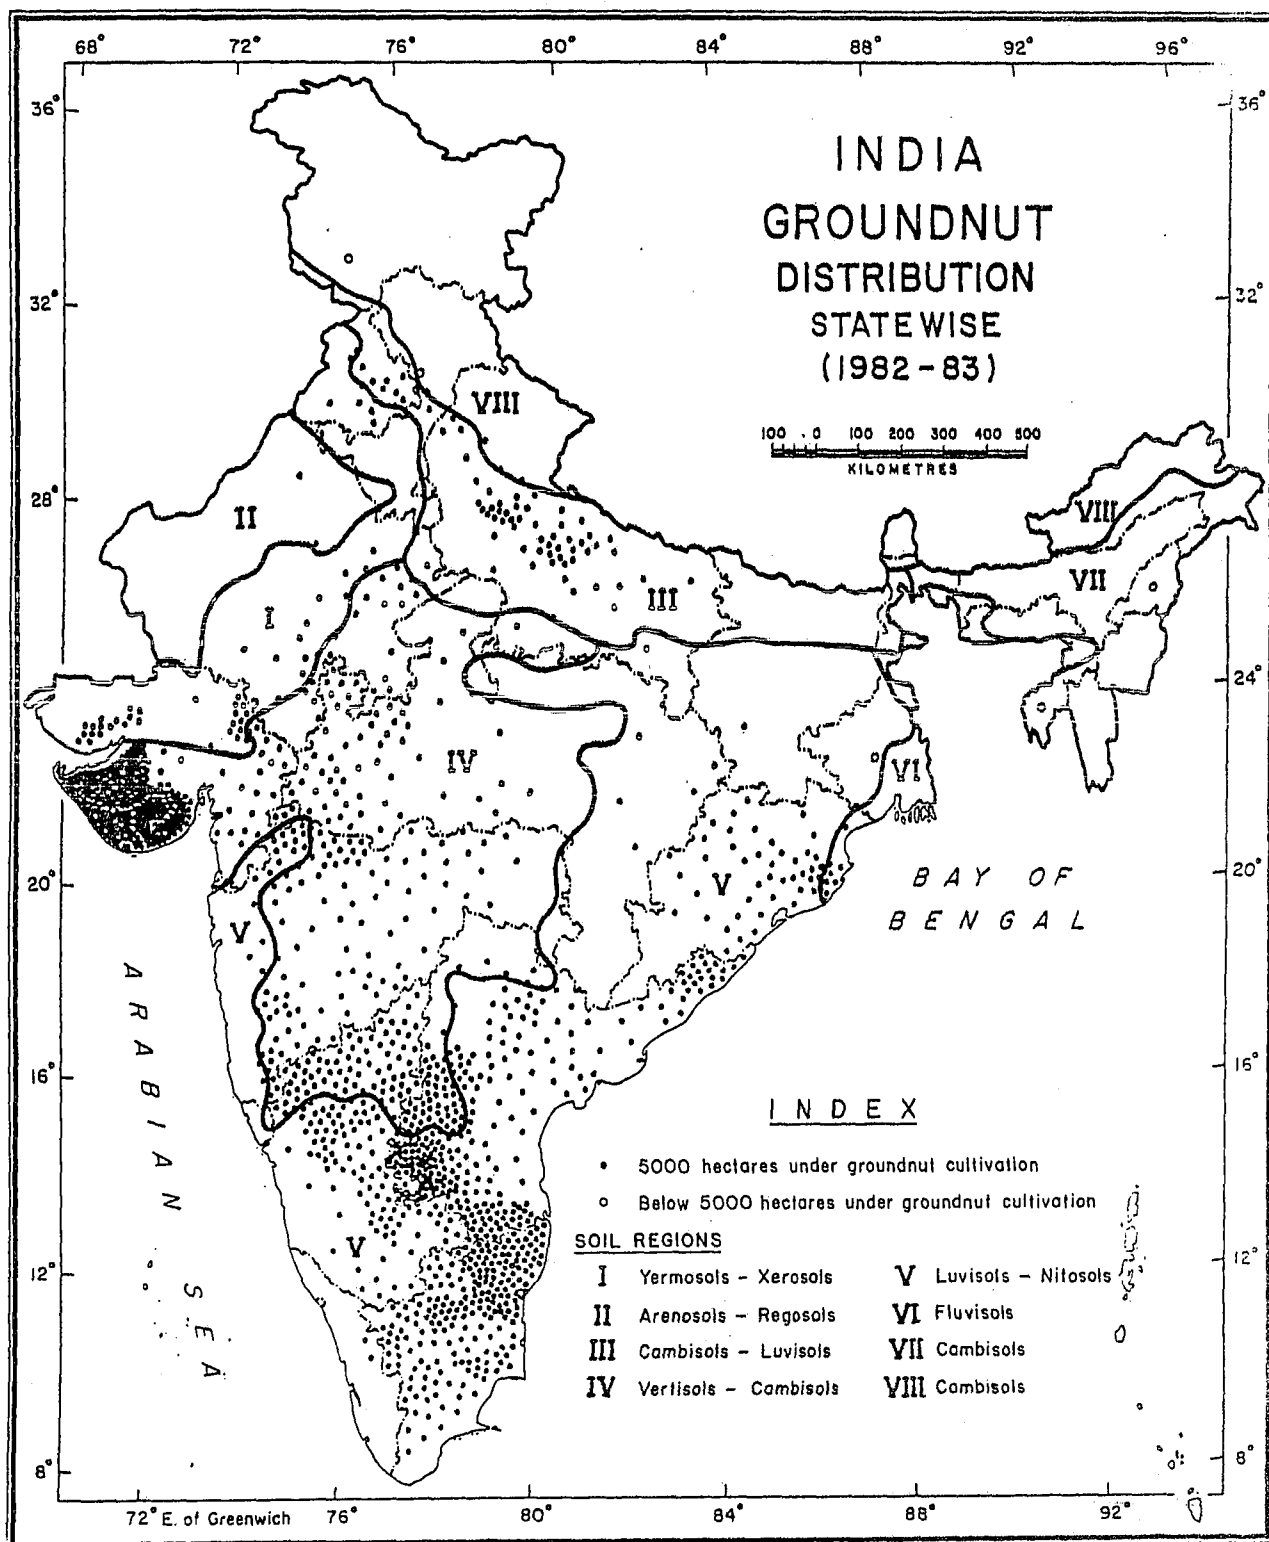 68° 72° 76° 80° 84° 88° 92° 96°
36° 36°
INDIA
GROUNDNUT
DISTRIBUTION
STATEWISE
(1982-83)
32° 32°
VIII
100 0 100 200 300 400 500
KILOMETRES
28° 28°
II
VIII
VII
III
I
24° 24°
IV
VI
20° 20°
V
V
BAY OF
BENGAL
ARABIAN SEA
16° 16°
INDEX
• 5000 hectares under groundnut cultivation
○ Below 5000 hectares under groundnut cultivation
SOIL REGIONS
V
12° 12°
I Yermosols - Xerosols V Luvisols - Nitosols
II Arenosols - Regosols VI Fluvisols
III Cambisols - Luvisols VII Cambisols
IV Vertisols - Cambisols VIII Cambisols
8° 8°
72° E. of Greenwich 76° 80° 84° 88° 92°